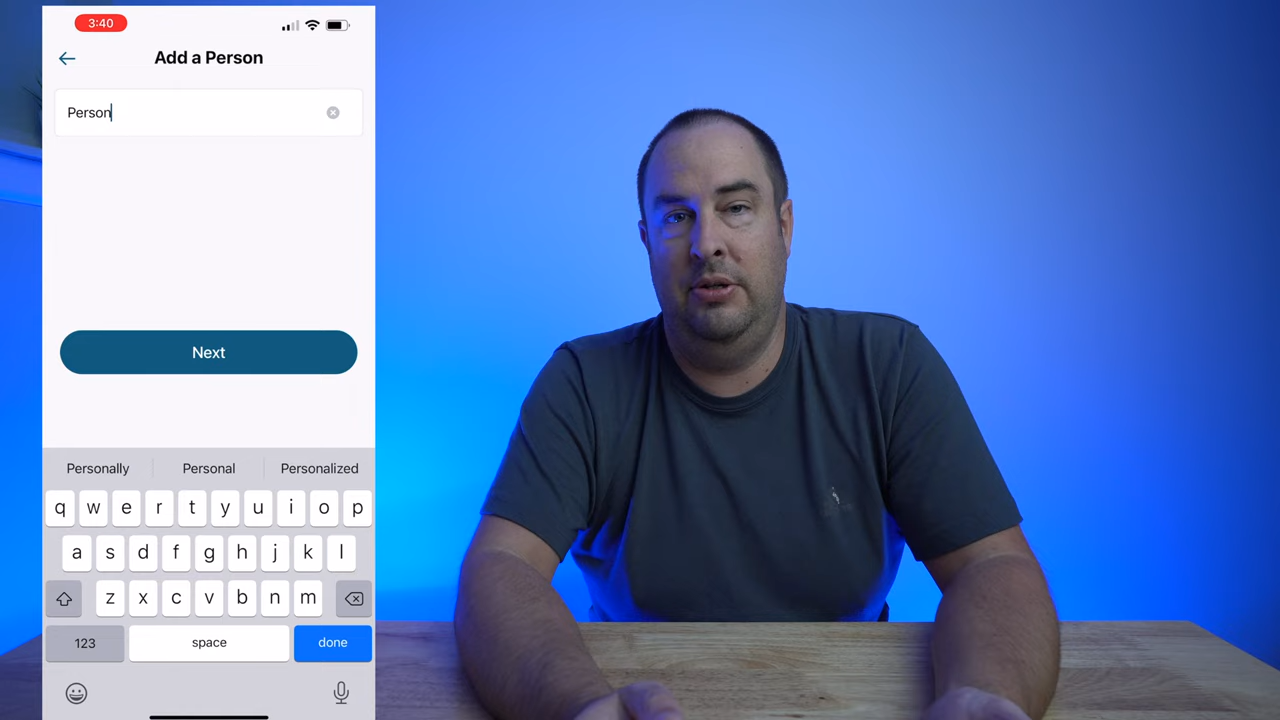 3:40
Add a Person
Person
Next
Personally Personal Personalized
q w e r t y u i o p
a s d f g h j k l
z x c v b n m
123 space done